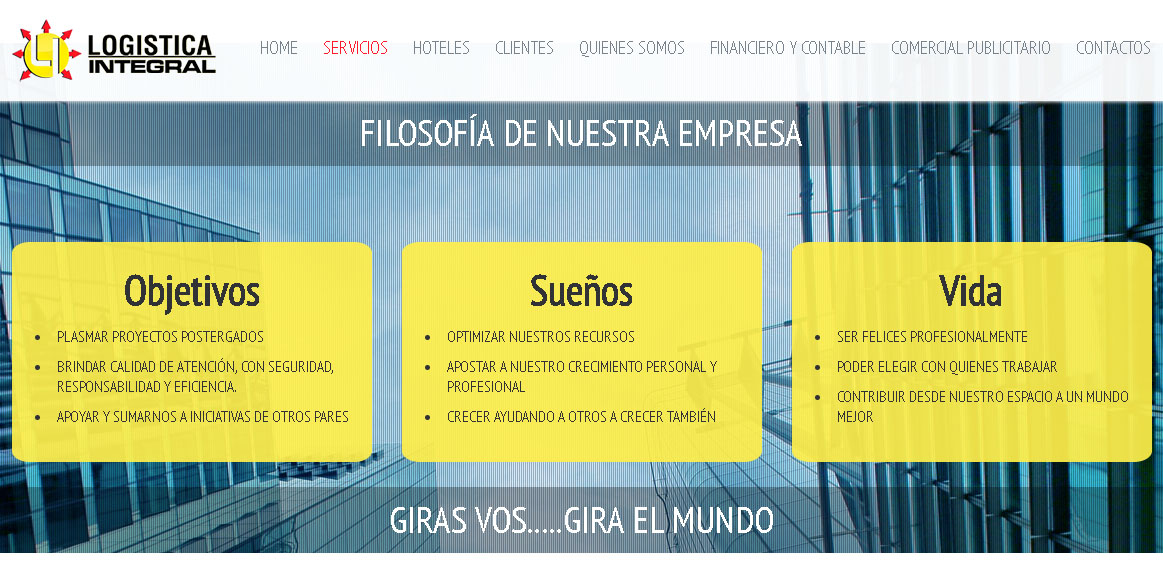 LI LOGISTICA
INTEGRAL
HOME SERVICIOS HOTELES CLIENTES QUIENES SOMOS FINANCIERO Y CONTABLE COMERCIAL PUBLICITARIO CONTACTOS
FILOSOFÍA DE NUESTRA EMPRESA
Objetivos
• PLASMAR PROYECTOS POSTERGADOS
• BRINDAR CALIDAD DE ATENCIÓN, CON SEGURIDAD,
RESPONSABILIDAD Y EFICIENCIA.
• APOYAR Y SUMARNOS A INICIATIVAS DE OTROS PARES
Sueños
• OPTIMIZAR NUESTROS RECURSOS
• APOSTAR A NUESTRO CRECIMIENTO PERSONAL Y
PROFESIONAL
• CRECER AYUDANDO A OTROS A CRECER TAMBIÉN
Vida
• SER FELICES PROFESIONALMENTE
• PODER ELEGIR CON QUIENES TRABAJAR
• CONTRIBUIR DESDE NUESTRO ESPACIO A UN MUNDO
MEJOR
GIRAS VOS.....GIRA EL MUNDO